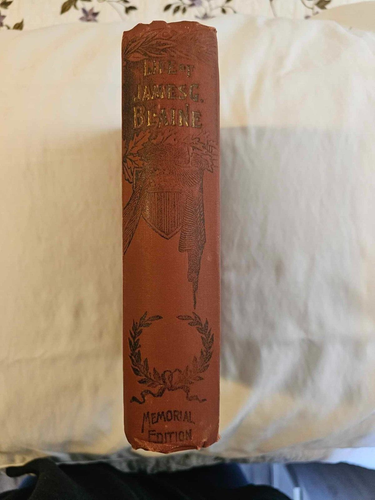 LIFE OF
JAMES G.
BLAINE
MEMORIAL
EDITION